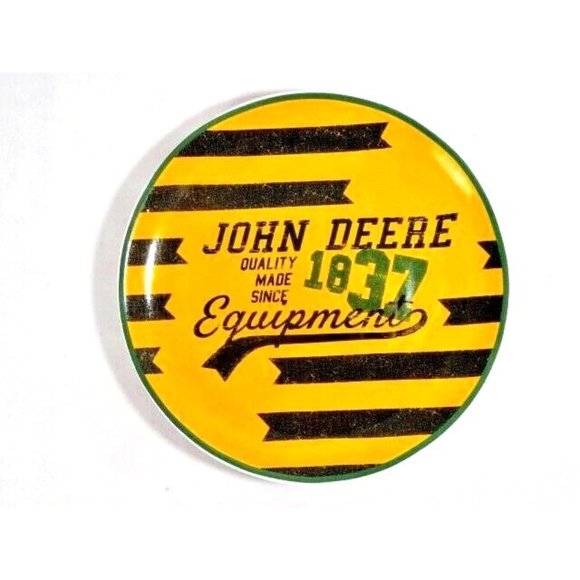 JOHN DEERE
QUALITY
MADE
SINCE
1837
Equipment